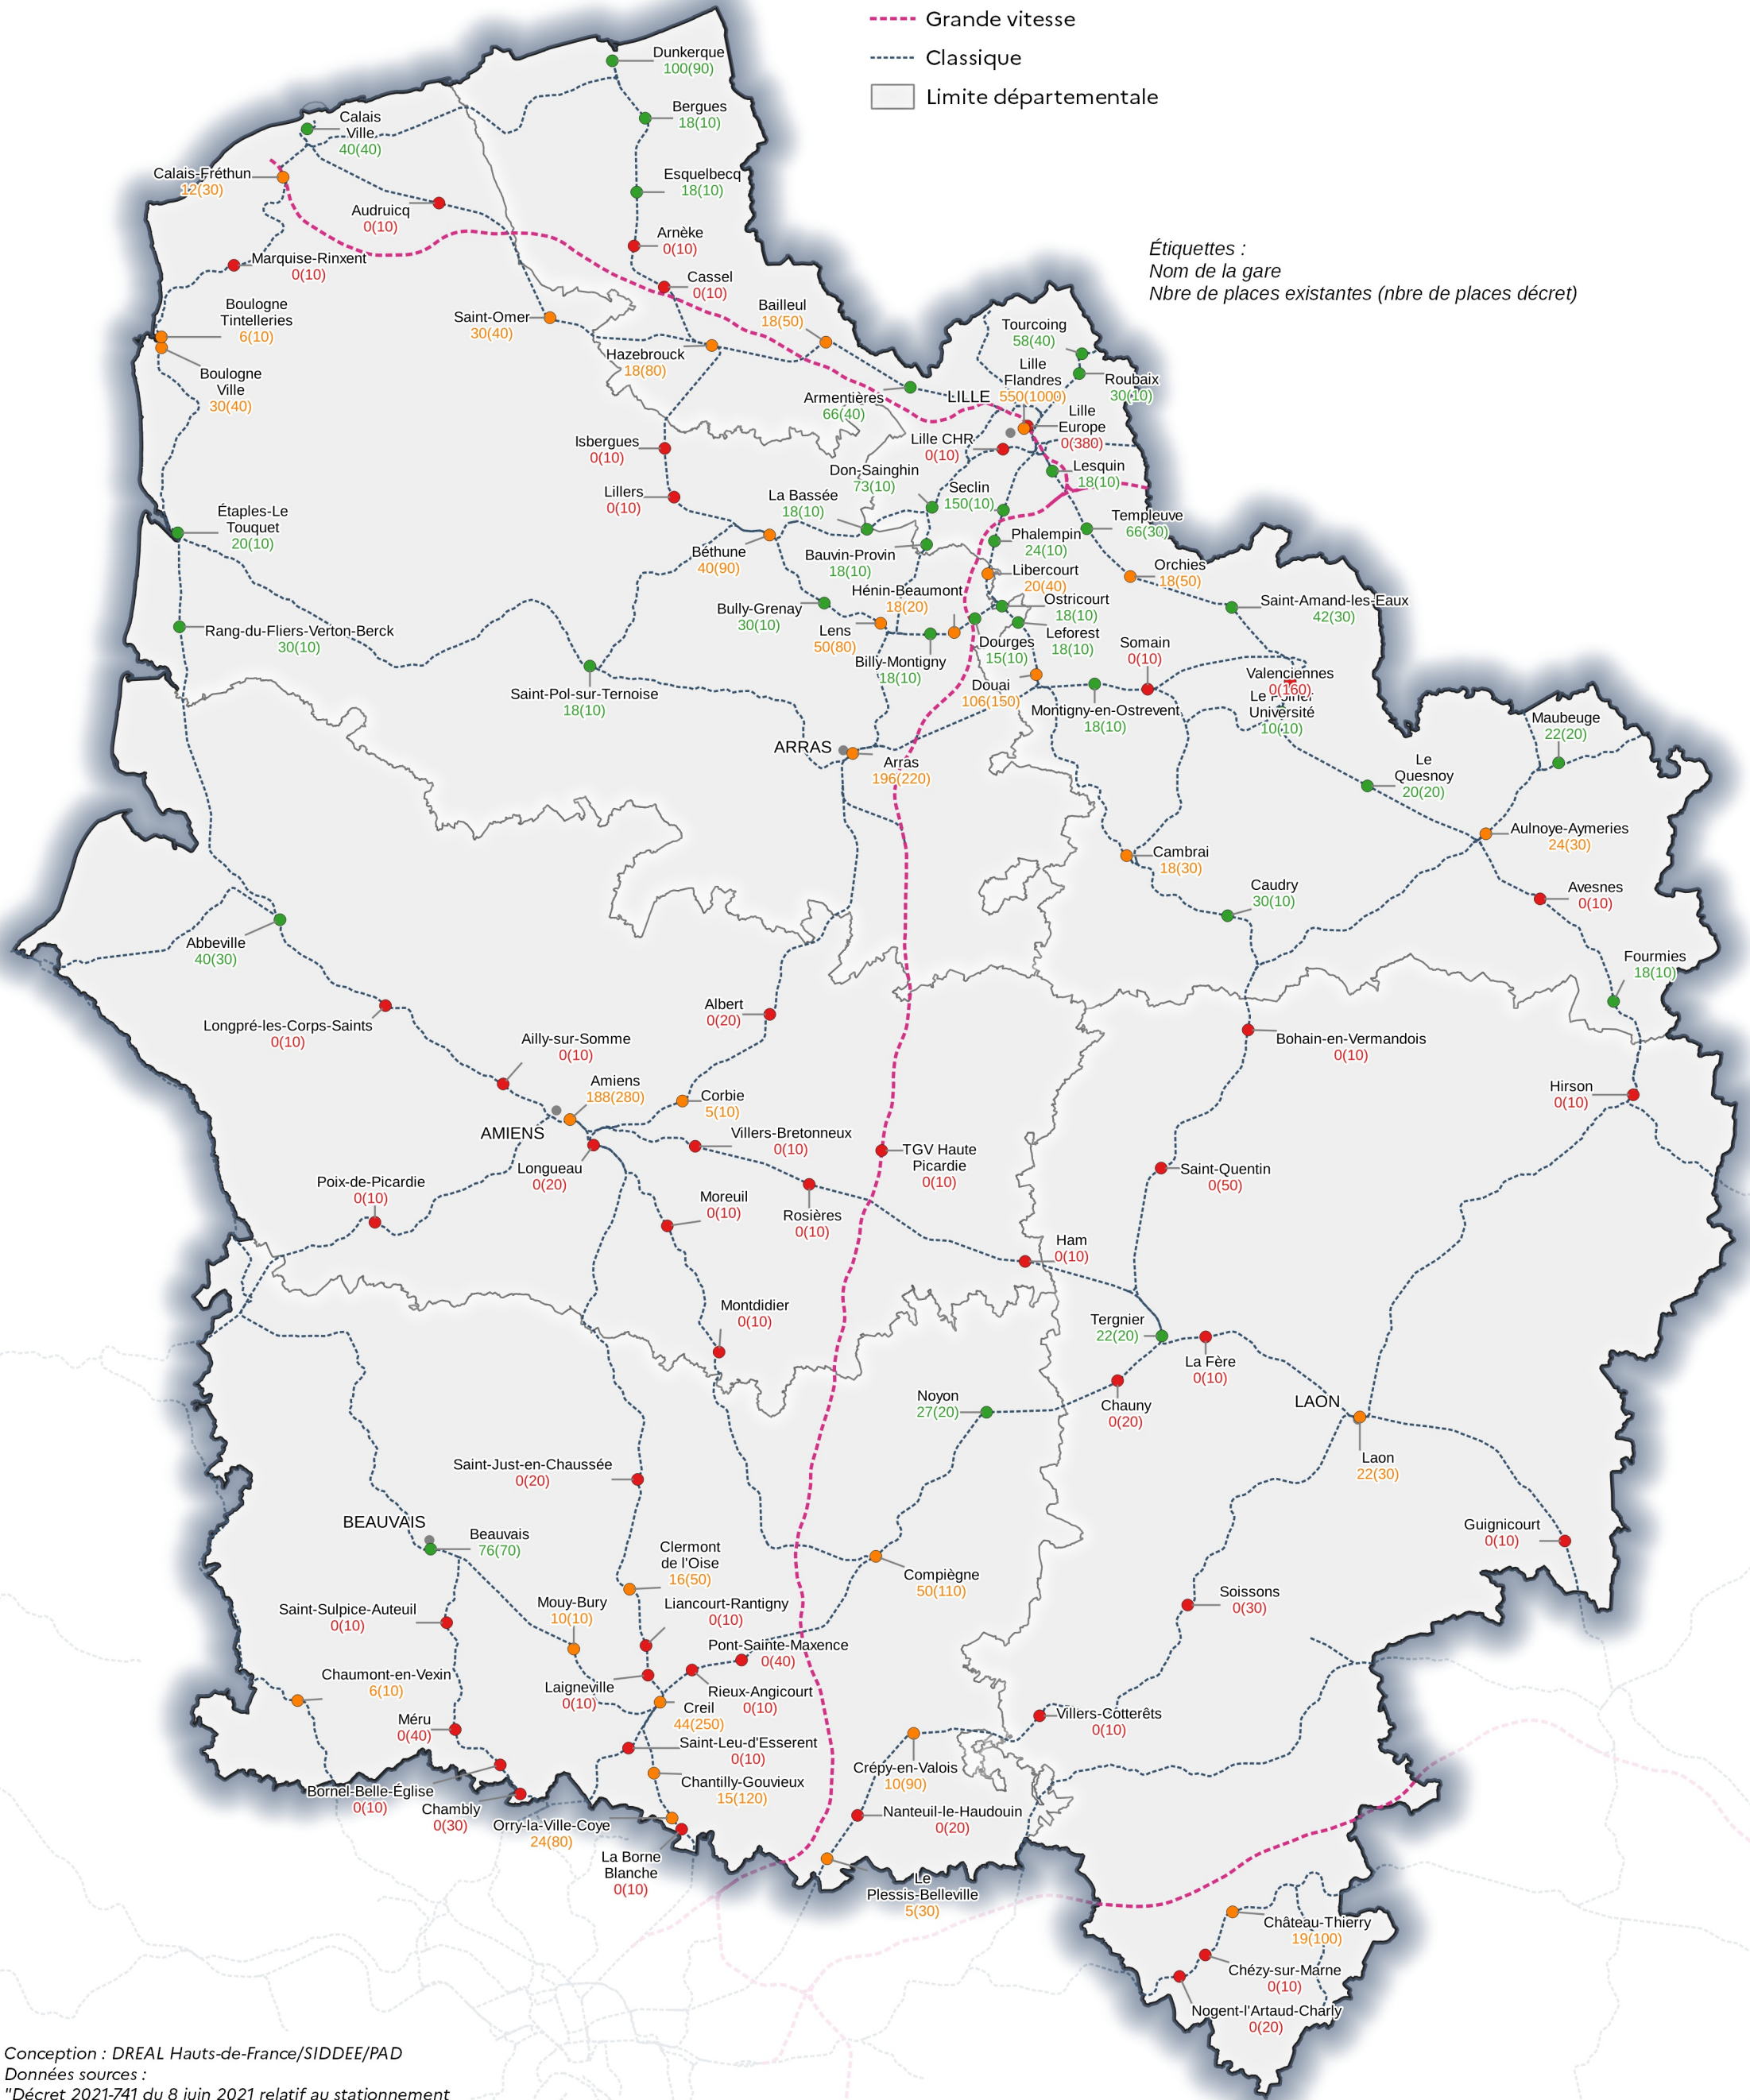 Grande vitesse
Classique
Limite départementale
Étiquettes :
Nom de la gare
Nbre de places existantes (nbre de places décret)
Dunkerque
100(90)
Bergues
18(10)
Calais
Ville
40(40)
Calais-Fréthun
12(30)
Esquelbecq
18(10)
Audruicq
0(10)
Arnèke
0(10)
Marquise-Rinxent
0(10)
Cassel
0(10)
Boulogne
Tintelleries
6(10)
Saint-Omer
30(40)
Bailleul
18(50)
Tourcoing
58(40)
Hazebrouck
18(80)
Boulogne
Ville
30(40)
Lille
Flandres
550(1000)
Roubaix
30(10)
Armentières
66(40)
LILLE
Lille
Europe
0(380)
Lille CHR
0(10)
Isbergues
0(10)
Don-Sainghin
73(10)
Lesquin
18(10)
Lillers
0(10)
La Bassée
18(10)
Seclin
150(10)
Étaples-Le
Touquet
20(10)
Templeuve
66(30)
Béthune
40(90)
Bauvin-Provin
18(10)
Phalempin
24(10)
Libercourt
20(40)
Orchies
18(50)
Hénin-Beaumont
18(20)
Ostricourt
18(10)
Saint-Amand-les-Eaux
42(30)
Bully-Grenay
30(10)
Rang-du-Fliers-Verton-Berck
30(10)
Lens
50(80)
Billy-Montigny
18(10)
Dourges
15(10)
Leforest
18(10)
Somain
0(10)
Saint-Pol-sur-Ternoise
18(10)
Douai
106(150)
Montigny-en-Ostrevent
18(10)
Valenciennes
0(160)
Le Poirier
Université
10(10)
Maubeuge
22(20)
ARRAS
Arras
196(220)
Le
Quesnoy
20(20)
Aulnoye-Aymeries
24(30)
Cambrai
18(30)
Caudry
30(10)
Avesnes
0(10)
Abbeville
40(30)
Fourmies
18(10)
Longpré-les-Corps-Saints
0(10)
Albert
0(20)
Bohain-en-Vermandois
0(10)
Ailly-sur-Somme
0(10)
Amiens
188(280)
Corbie
5(10)
Hirson
0(10)
AMIENS
Villers-Bretonneux
0(10)
TGV Haute
Picardie
0(10)
Longueau
0(20)
Saint-Quentin
0(50)
Poix-de-Picardie
0(10)
Moreuil
0(10)
Rosières
0(10)
Ham
0(10)
Montdidier
0(10)
Tergnier
22(20)
La Fère
0(10)
Noyon
27(20)
Chauny
0(20)
LAON
Laon
22(30)
Saint-Just-en-Chaussée
0(20)
BEAUVAIS
Beauvais
76(70)
Guignicourt
0(10)
Clermont
de l'Oise
16(50)
Compiègne
50(110)
Soissons
0(30)
Saint-Sulpice-Auteuil
0(10)
Mouy-Bury
10(10)
Liancourt-Rantigny
0(10)
Pont-Sainte-Maxence
0(40)
Chaumont-en-Vexin
6(10)
Laigneville
0(10)
Rieux-Angicourt
0(10)
Creil
44(250)
Méru
0(40)
Villers-Cotterêts
0(10)
Saint-Leu-d'Esserent
0(10)
Crépy-en-Valois
10(90)
Chantilly-Gouvieux
15(120)
Bornel-Belle-Église
0(10)
Chambly
0(30)
Orry-la-Ville-Coye
24(80)
Nanteuil-le-Haudouin
0(20)
La Borne
Blanche
0(10)
Le
Plessis-Belleville
5(30)
Château-Thierry
19(100)
Chézy-sur-Marne
0(10)
Nogent-l'Artaud-Charly
0(20)
Conception : DREAL Hauts-de-France/SIDDEE/PAD
Données sources :
"Décret 2021-741 du 8 juin 2021 relatif au stationnement